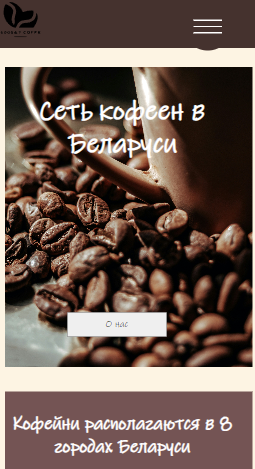 Сеть кофеен в
Беларуси
О нас
Кофейни располагаются в 8
городах Беларуси